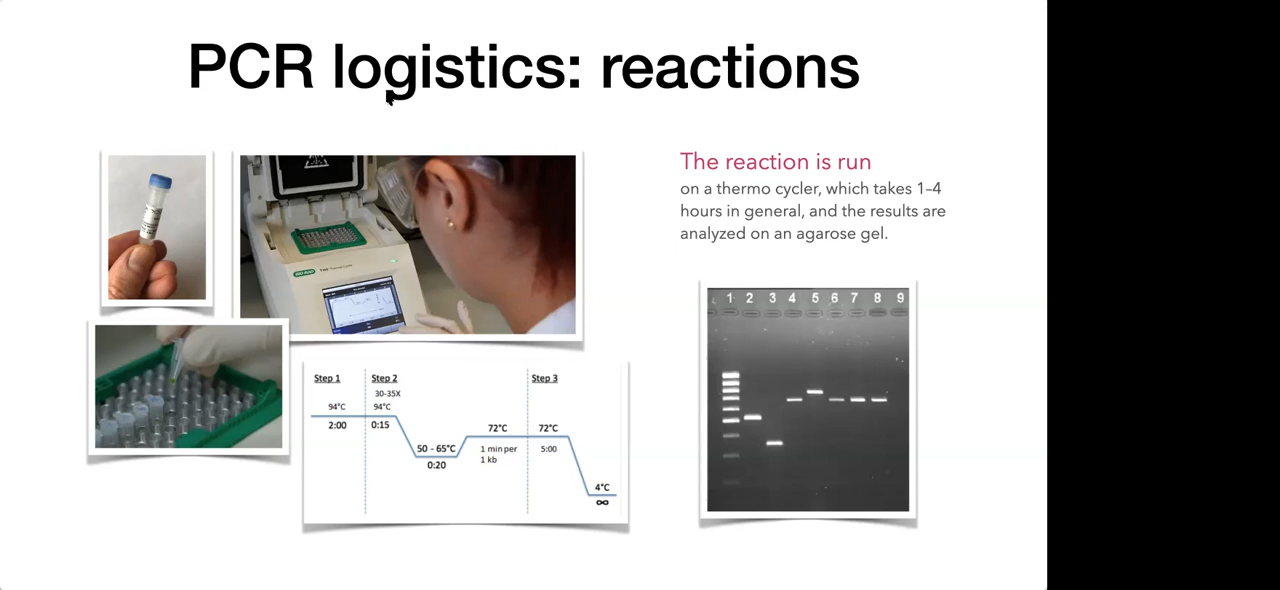 PCR logistics: reactions
The reaction is run
on a thermo cycler, which takes 1–4
hours in general, and the results are
analyzed on an agarose gel.
BIO-RAD
Step 1
Step 2
Step 3
30-35X
94°C
94°C
2:00
0:15
50 - 65°C
0:20
72°C
72°C
1 min per
1 kb
5:00
4°C
∞
1 2 3 4 5 6 7 8 9